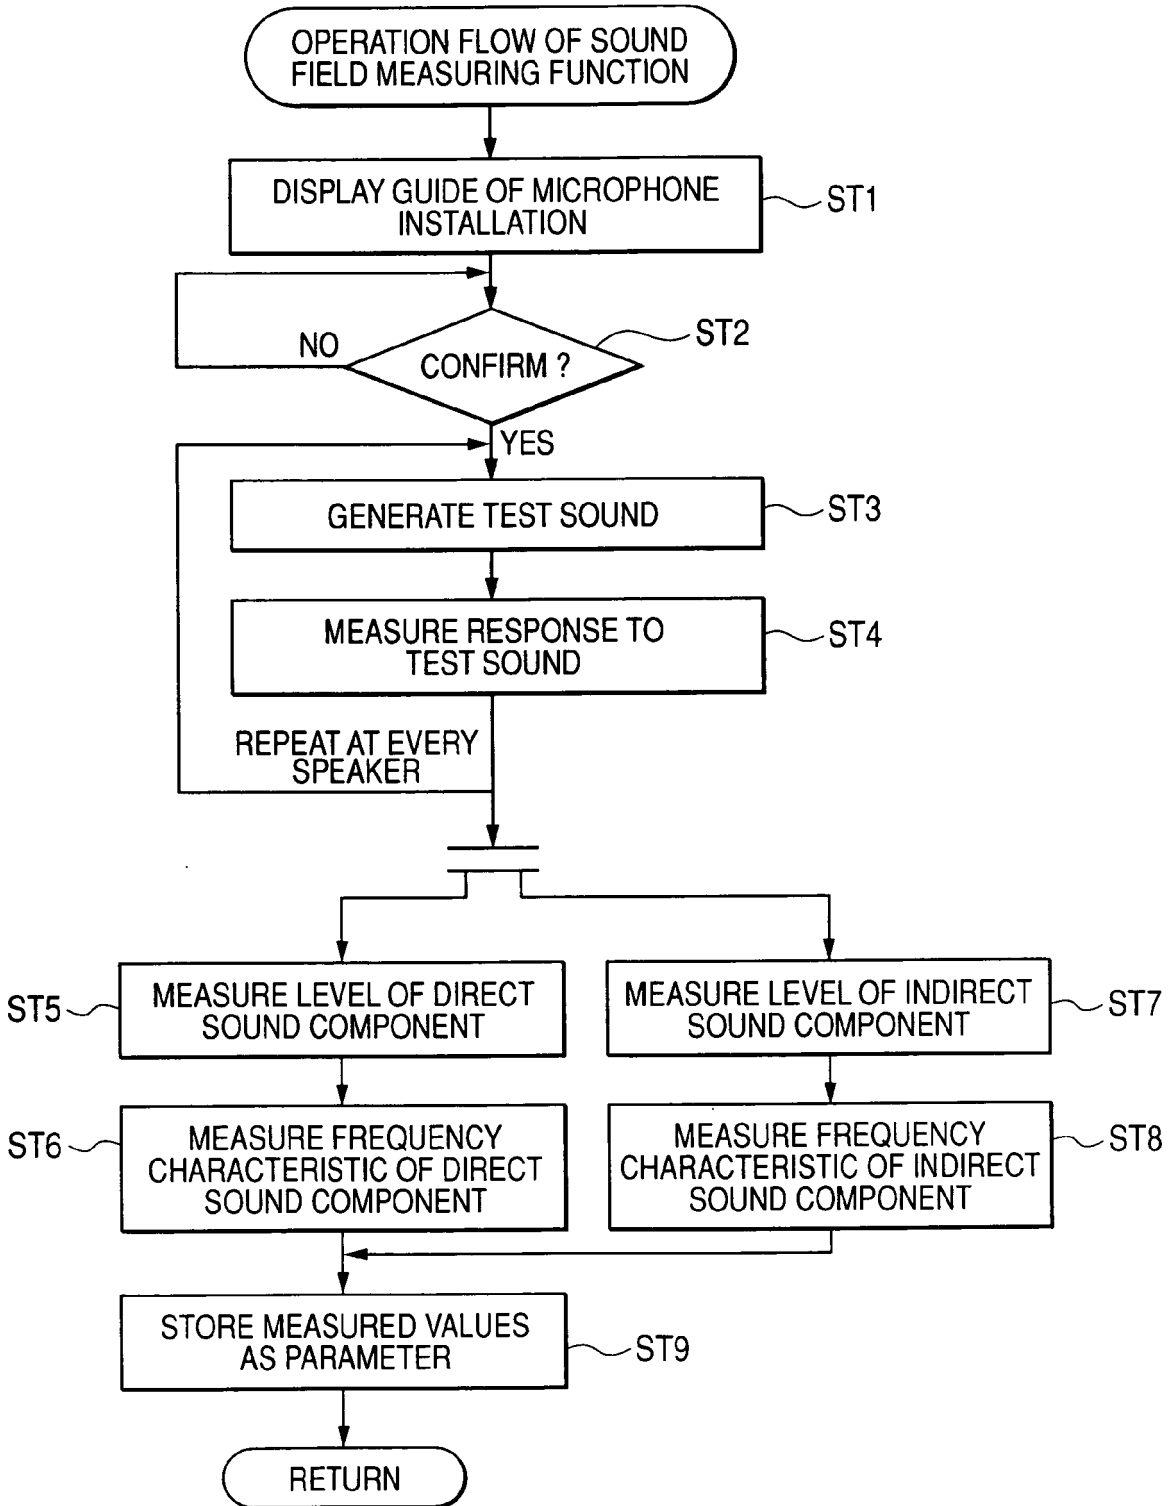 OPERATION FLOW OF SOUND
FIELD MEASURING FUNCTION
DISPLAY GUIDE OF MICROPHONE
INSTALLATION
ST1
NO
CONFIRM ?
ST2
YES
GENERATE TEST SOUND
ST3
MEASURE RESPONSE TO
TEST SOUND
ST4
REPEAT AT EVERY
SPEAKER
ST5
MEASURE LEVEL OF DIRECT
SOUND COMPONENT
MEASURE LEVEL OF INDIRECT
SOUND COMPONENT
ST7
ST6
MEASURE FREQUENCY
CHARACTERISTIC OF DIRECT
SOUND COMPONENT
MEASURE FREQUENCY
CHARACTERISTIC OF INDIRECT
SOUND COMPONENT
ST8
STORE MEASURED VALUES
AS PARAMETER
ST9
RETURN